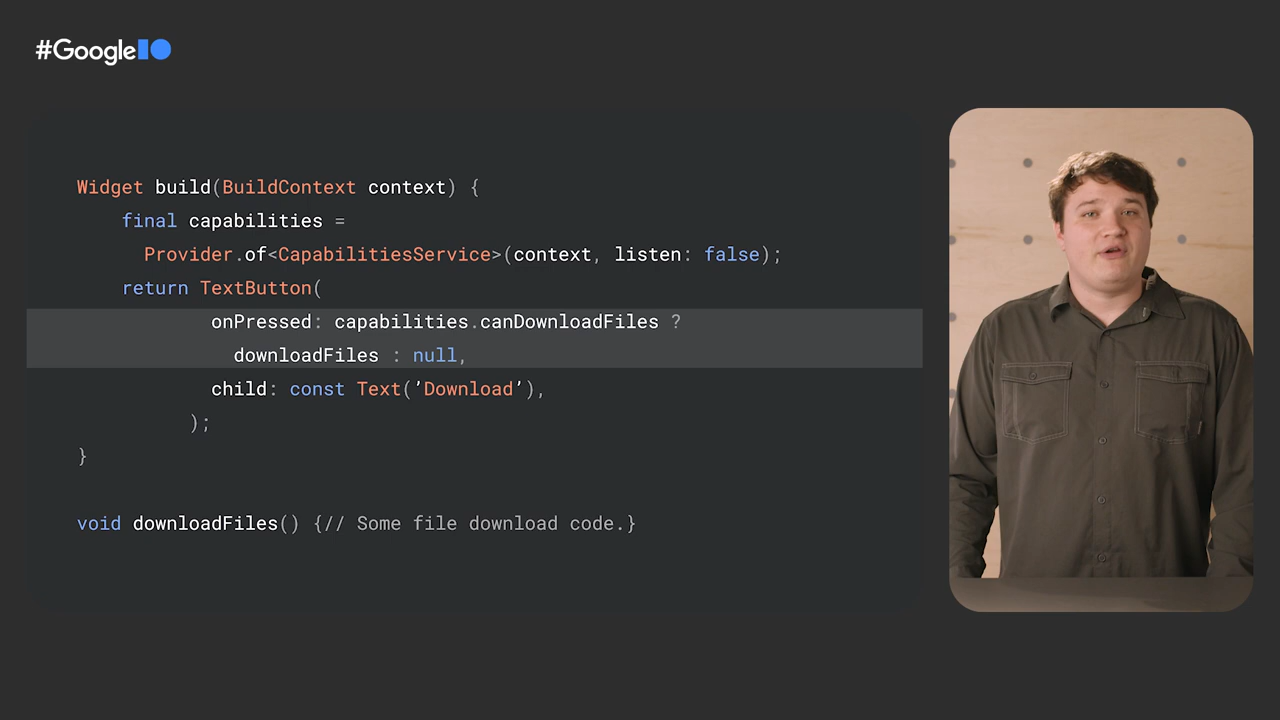 #GoogleIO
Widget build(BuildContext context) {
final capabilities =
Provider.of<CapabilitiesService>(context, listen: false);
return TextButton(
onPressed: capabilities.canDownloadFiles ?
downloadFiles : null,
child: const Text(’Download’),
);
}
void downloadFiles() {// Some file download code.}